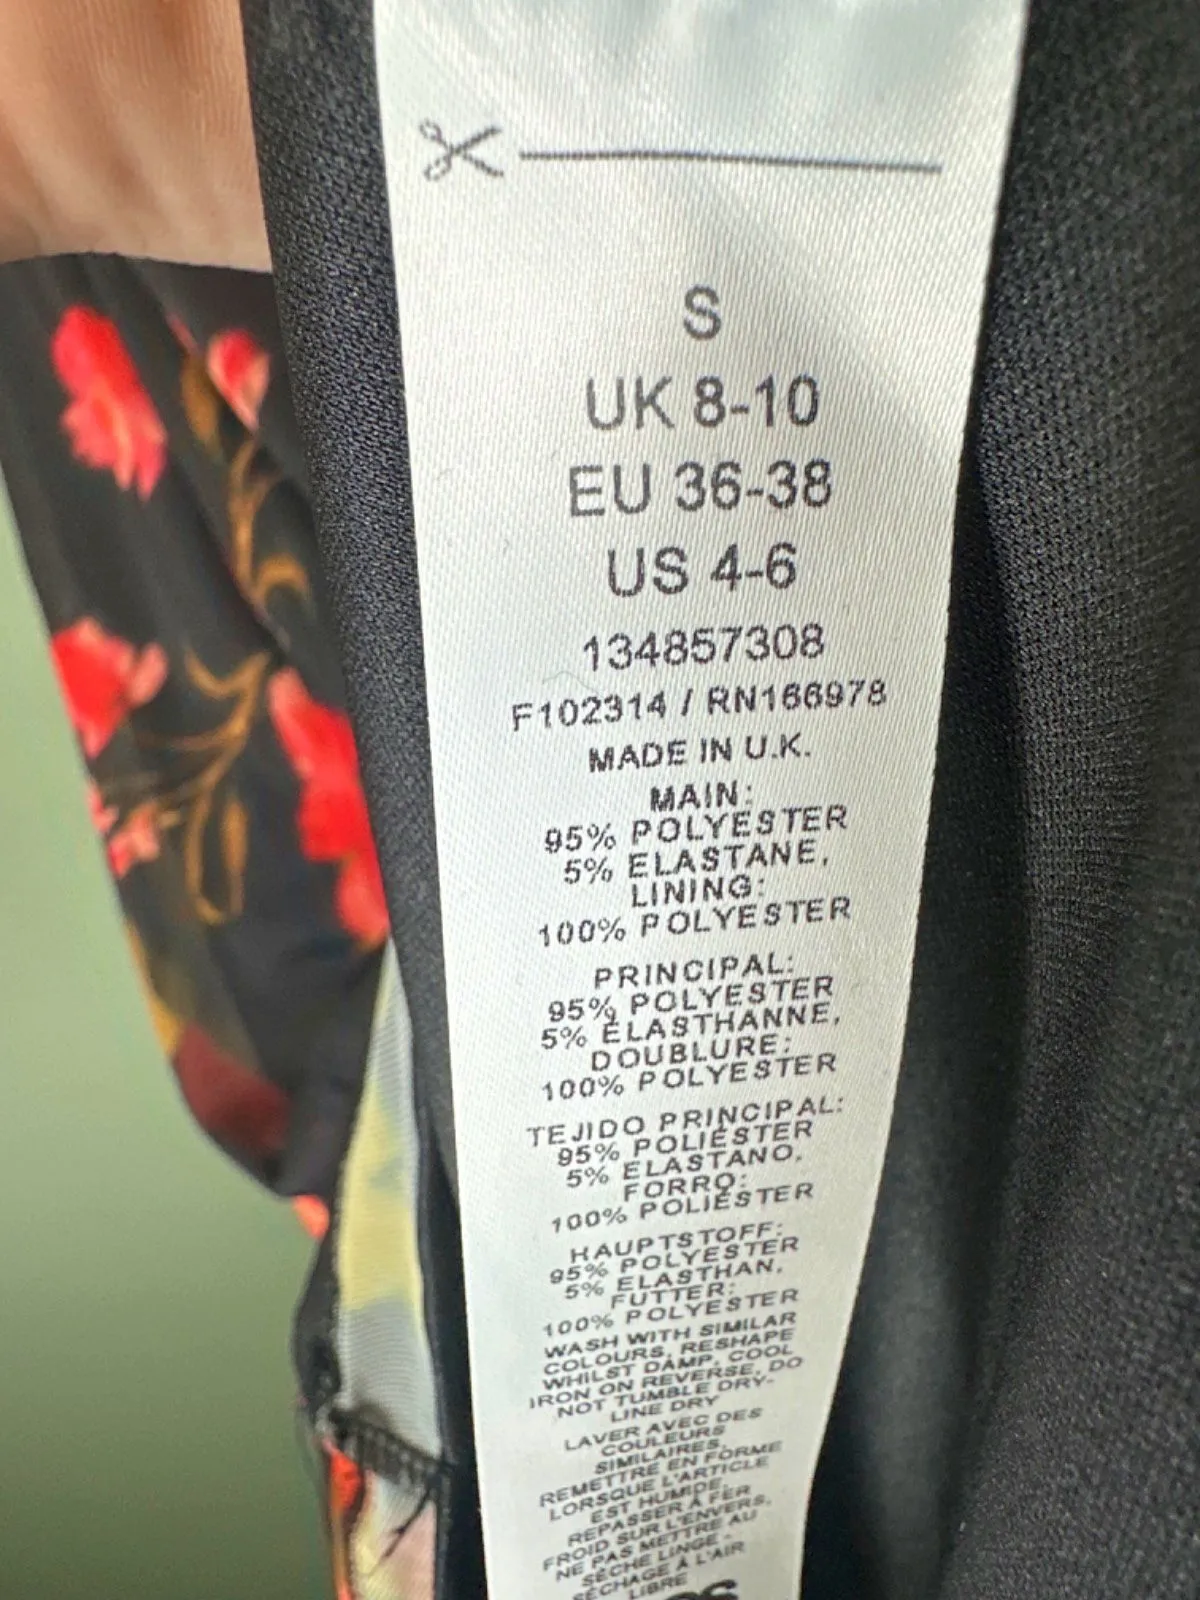 S
UK 8-10
EU 36-38
US 4-6
134857308
F102314 / RN166978
MADE IN U.K.
MAIN:
95% POLYESTER
5% ELASTANE,
LINING:
100% POLYESTER
PRINCIPAL:
95% POLYESTER
5% ÉLASTHANNE,
DOUBLURE:
100% POLYESTER
TEJIDO PRINCIPAL:
95% POLIÉSTER
5% ELASTANO,
FORRO:
100% POLIÉSTER
HAUPTSTOFF:
95% POLYESTER
5% ELASTHAN,
FUTTER:
100% POLYESTER
WASH WITH SIMILAR
COLOURS, RESHAPE
WHILST DAMP, COOL
IRON ON REVERSE, DO
NOT TUMBLE DRY-
LINE DRY
LAVER AVEC DES
COULEURS
SIMILAIRES,
REMETTRE EN FORME
LORSQUE L'ARTICLE
EST HUMIDE,
REPASSER À FER
FROID SUR L'ENVERS,
NE PAS METTRE AU
SÈCHE LINGE -
SÉCHAGE À L'AIR
LIBRE